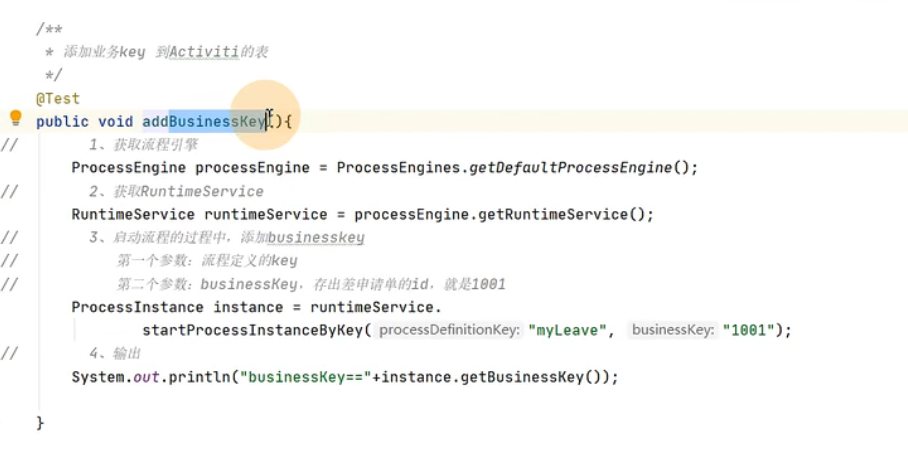 /**
 * 添加业务key 到Activiti的表
 */
@Test
public void addBusinessKey(){
//      1、获取流程引擎
    ProcessEngine processEngine = ProcessEngines.getDefaultProcessEngine();
//      2、获取RuntimeService
    RuntimeService runtimeService = processEngine.getRuntimeService();
//      3、启动流程的过程中，添加businesskey
//         第一个参数：流程定义的key
//         第二个参数：businessKey，存出差申请单的id，就是1001
    ProcessInstance instance = runtimeService.
            startProcessInstanceByKey( processDefinitionKey: "myLeave", businessKey: "1001");
//      4、输出
    System.out.println("businessKey=="+instance.getBusinessKey());
}